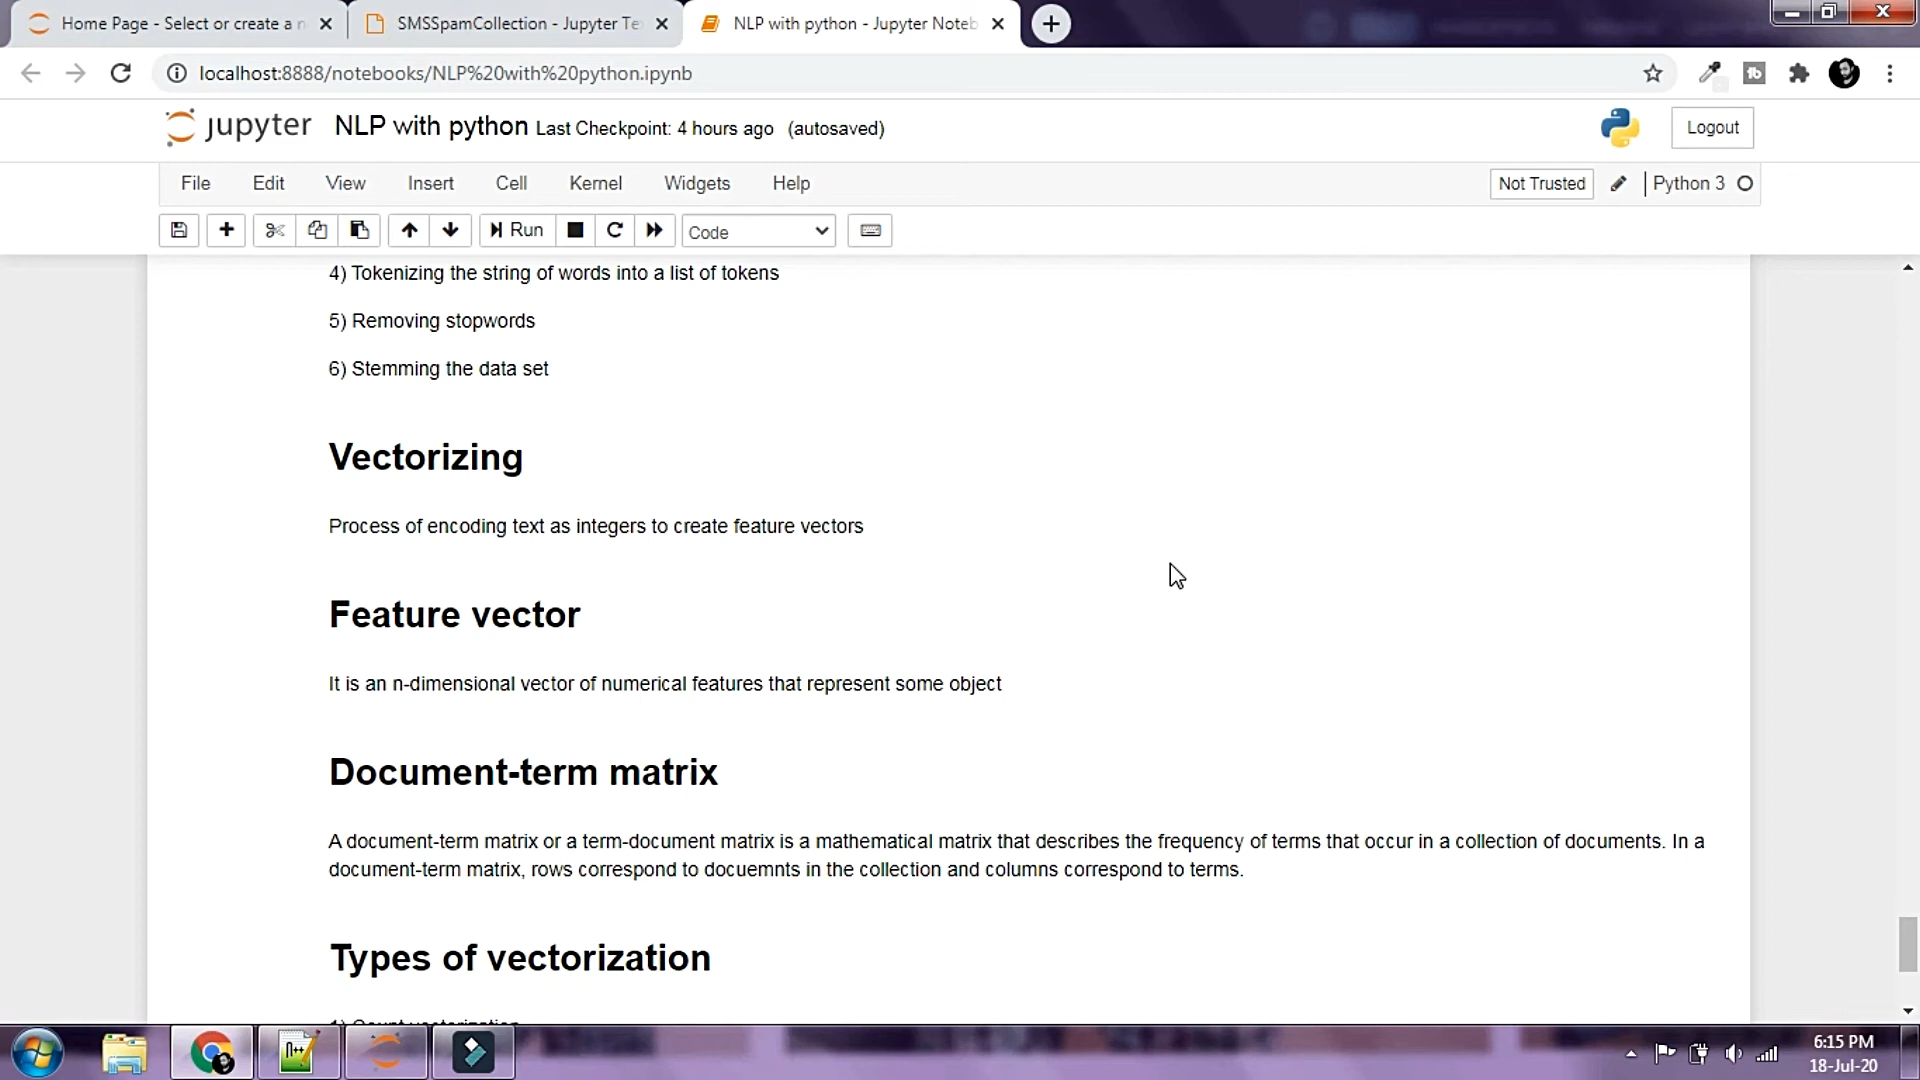 Home Page - Select or create a n
SMSSpamCollection - Jupyter Te
NLP with python - Jupyter Noteb
localhost:8888/notebooks/NLP%20with%20python.ipynb
jupyter NLP with python Last Checkpoint: 4 hours ago (autosaved)
Logout
File Edit View Insert Cell Kernel Widgets Help
Not Trusted
Python 3
Run
Code
4) Tokenizing the string of words into a list of tokens
5) Removing stopwords
6) Stemming the data set
Vectorizing
Process of encoding text as integers to create feature vectors
Feature vector
It is an n-dimensional vector of numerical features that represent some object
Document-term matrix
A document-term matrix or a term-document matrix is a mathematical matrix that describes the frequency of terms that occur in a collection of documents. In a
document-term matrix, rows correspond to docuemnts in the collection and columns correspond to terms.
Types of vectorization
1) Count vectorization
6:15 PM
18-Jul-20